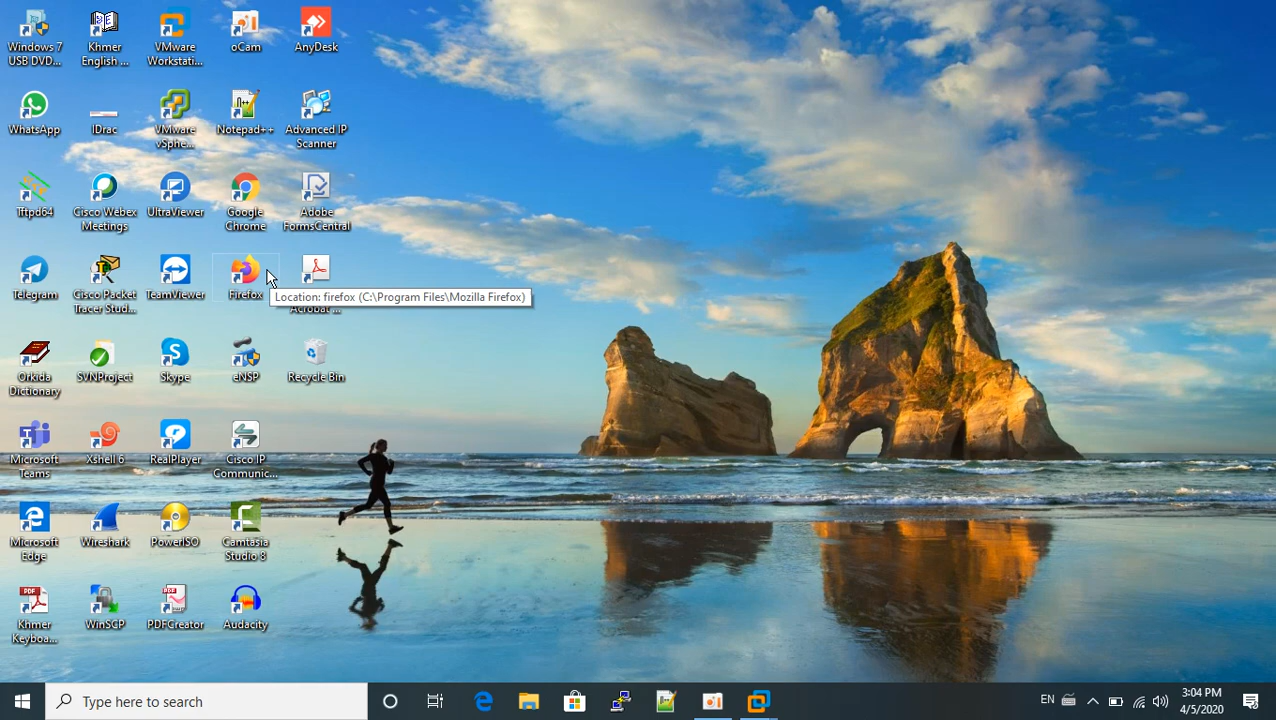 Windows 7
USB DVD...
Khmer
English ...
VMware
Workstati...
oCam
AnyDesk
WhatsApp
IDrac
VMware
vSphe...
Notepad++
Advanced IP
Scanner
Tftpd64
Cisco Webex
Meetings
UltraViewer
Google
Chrome
Adobe
FormsCentral
Telegram
Cisco Packet
Tracer Stud...
TeamViewer
Firefox
Location: firefox (C:\Program Files\Mozilla Firefox)
Acrobat ...
Orkida
Dictionary
SVNProject
Skype
eNSP
Recycle Bin
Microsoft
Teams
Xshell 6
RealPlayer
Cisco IP
Communic...
Microsoft
Edge
Wireshark
PowerISO
Camtasia
Studio 8
Khmer
Keyboa...
WinSCP
PDFCreator
Audacity
Type here to search
EN
3:04 PM
4/5/2020